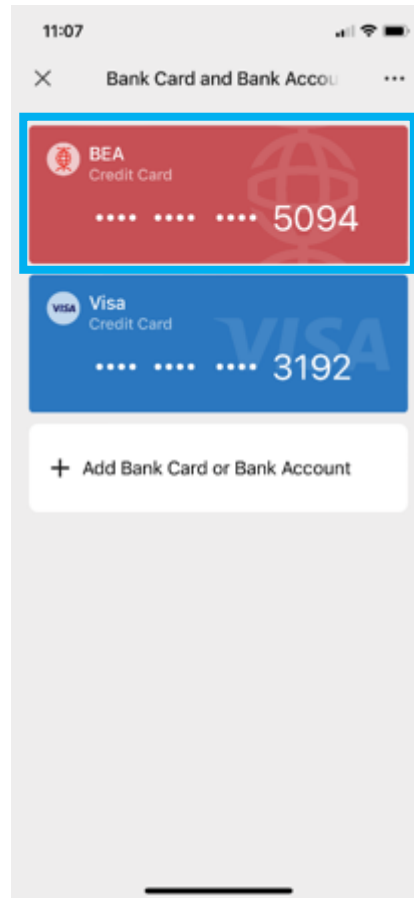 11:07
Bank Card and Bank Accou
BEA
Credit Card
•••• •••• •••• 5094
VISA
Visa
Credit Card
VISA
•••• •••• •••• 3192
+ Add Bank Card or Bank Account